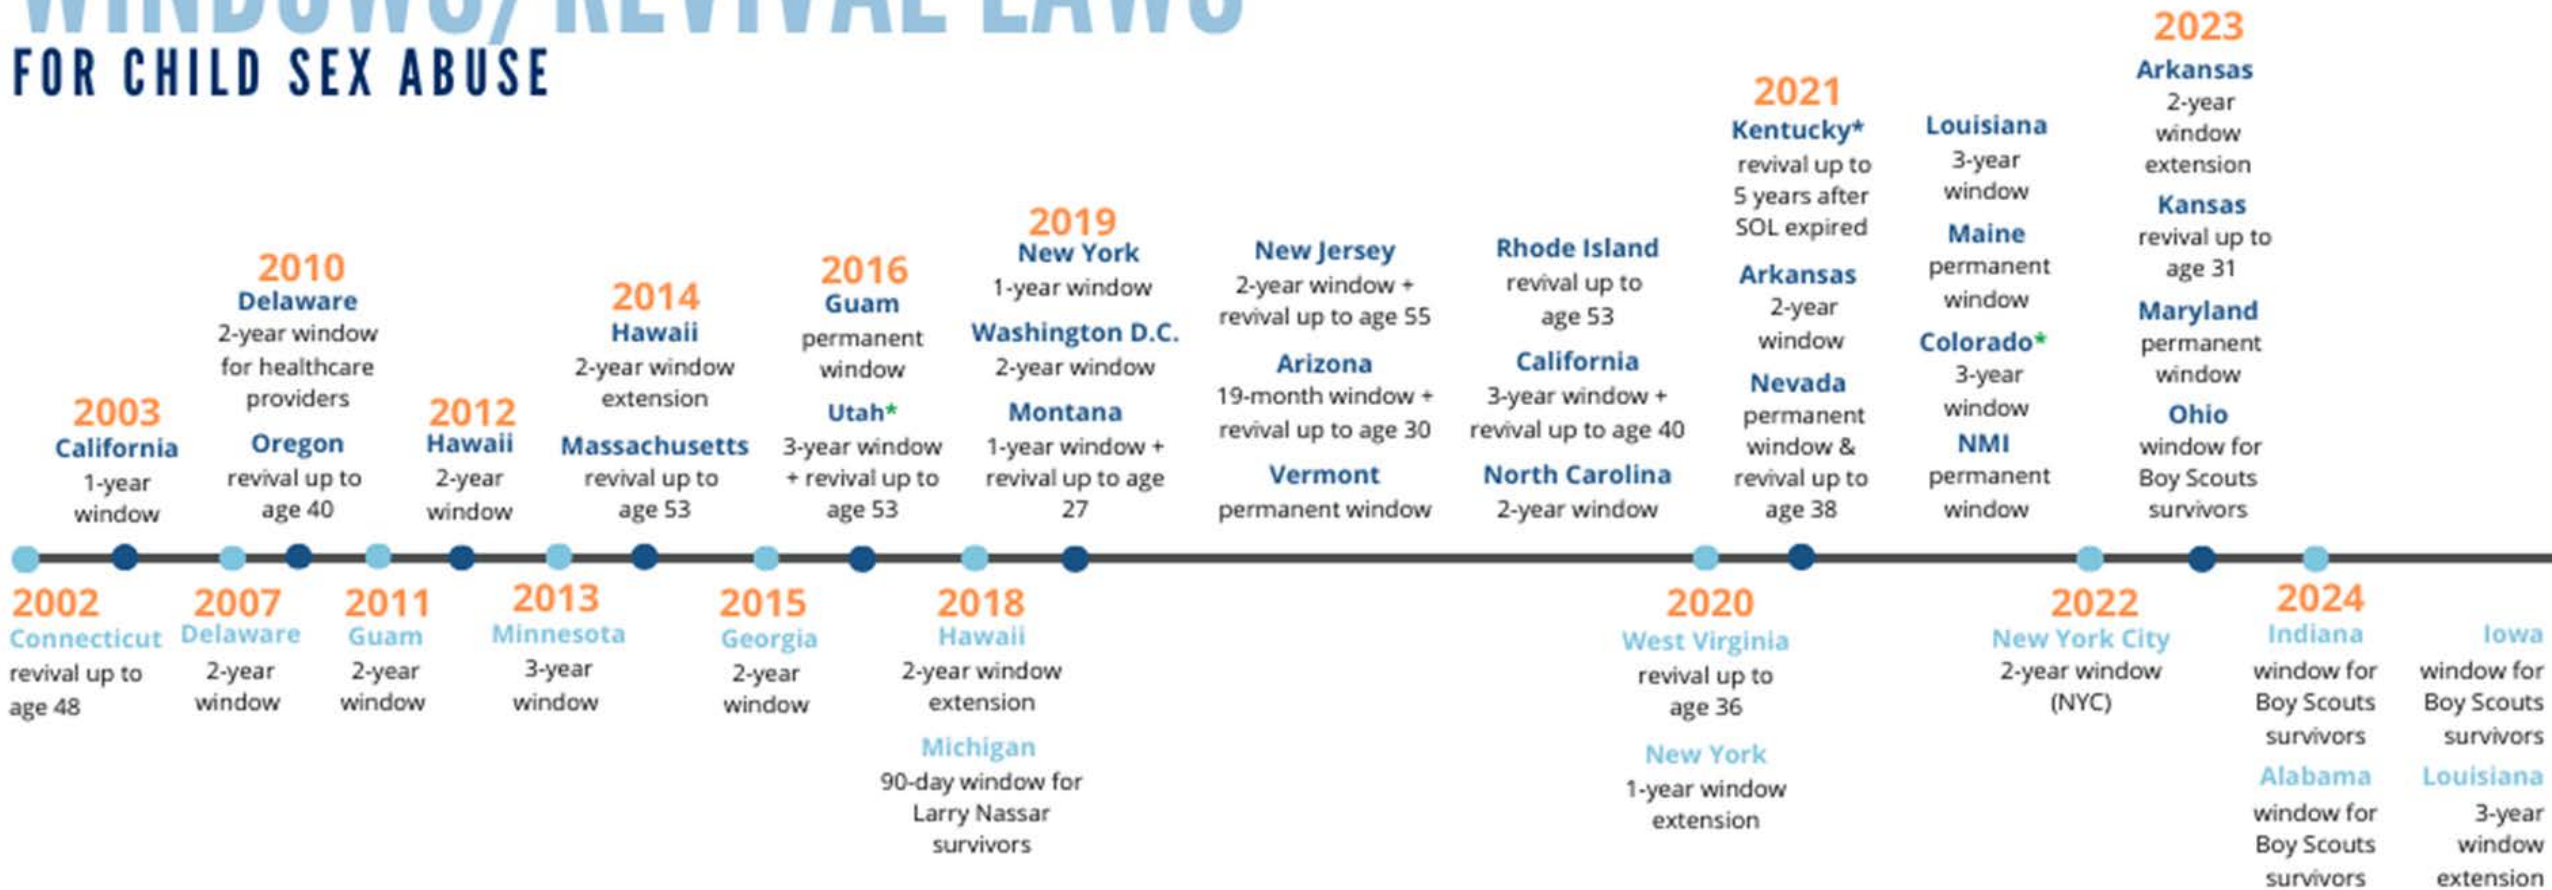 WINDOWS/REVIVAL LAWS
FOR CHILD SEX ABUSE
2003
California
1-year
window
2010
Delaware
2-year window
for healthcare
providers
Oregon
revival up to
age 40
2012
Hawaii
2-year
window
2014
Hawaii
2-year window
extension
Massachusetts
revival up to
age 53
2016
Guam
permanent
window
Utah*
3-year window
+ revival up to
age 53
2019
New York
1-year window
Washington D.C.
2-year window
Montana
1-year window +
revival up to age
27
New Jersey
2-year window +
revival up to age 55
Arizona
19-month window +
revival up to age 30
Vermont
permanent window
Rhode Island
revival up to
age 53
California
3-year window +
revival up to age 40
North Carolina
2-year window
2021
Kentucky*
revival up to
5 years after
SOL expired
Arkansas
2-year
window
Nevada
permanent
window &
revival up to
age 38
Louisiana
3-year
window
Maine
permanent
window
Colorado*
3-year
window
NMI
permanent
window
2023
Arkansas
2-year
window
extension
Kansas
revival up to
age 31
Maryland
permanent
window
Ohio
window for
Boy Scouts
survivors
2002
Connecticut
revival up to
age 48
2007
Delaware
2-year
window
2011
Guam
2-year
window
2013
Minnesota
3-year
window
2015
Georgia
2-year
window
2018
Hawaii
2-year window
extension
Michigan
90-day window for
Larry Nassar
survivors
2020
West Virginia
revival up to
age 36
New York
1-year window
extension
2022
New York City
2-year window
(NYC)
2024
Indiana
window for
Boy Scouts
survivors
Alabama
window for
Boy Scouts
survivors
Iowa
window for
Boy Scouts
survivors
Louisiana
3-year
window
extension